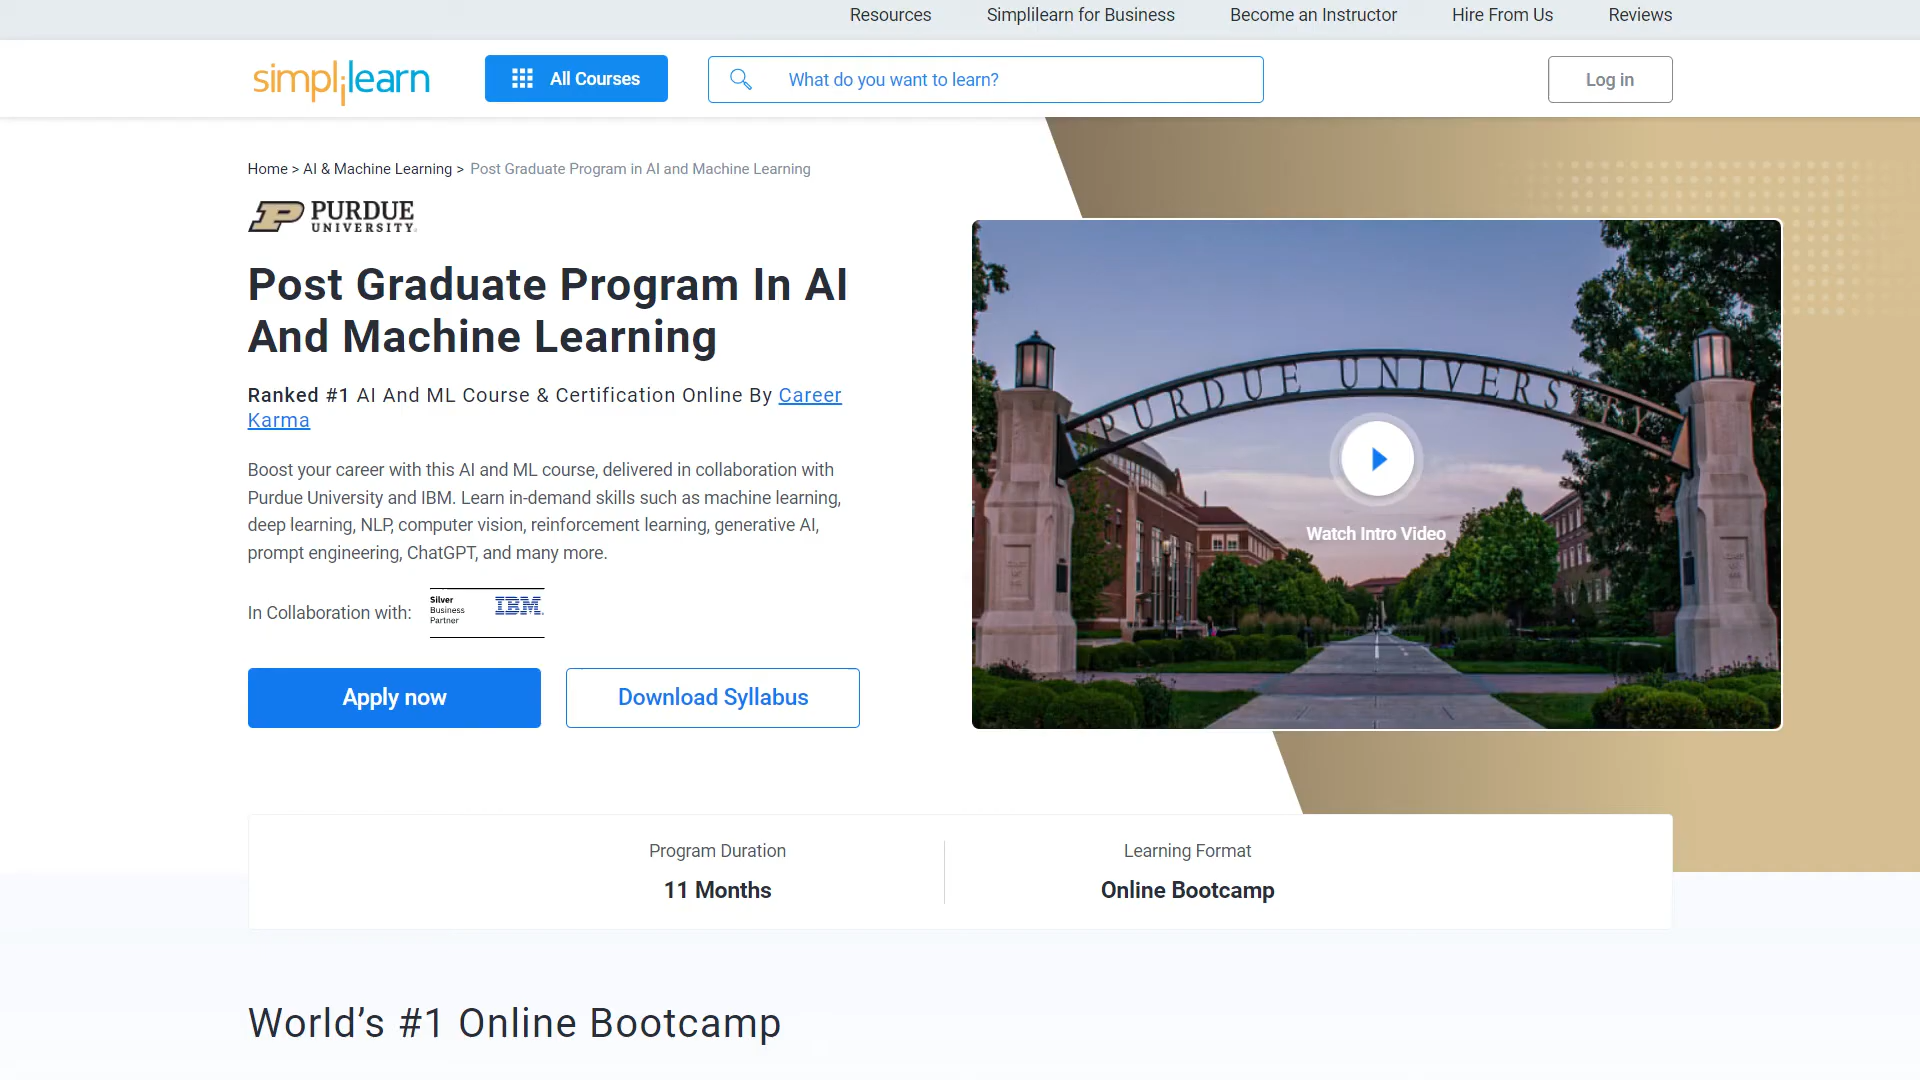 Resources Simplilearn for Business Become an Instructor Hire From Us Reviews
simplilearn All Courses What do you want to learn? Log in
Home > AI & Machine Learning > Post Graduate Program in AI and Machine Learning
PURDUE
UNIVERSITY
Post Graduate Program In AI
And Machine Learning
Ranked #1 AI And ML Course & Certification Online By Career
Karma
Boost your career with this AI and ML course, delivered in collaboration with
Purdue University and IBM. Learn in-demand skills such as machine learning,
deep learning, NLP, computer vision, reinforcement learning, generative AI,
prompt engineering, ChatGPT, and many more.
In Collaboration with:
Silver
Business
Partner
IBM
Apply now Download Syllabus
PURDUE UNIVERSITY
Watch Intro Video
Program Duration
11 Months
Learning Format
Online Bootcamp
World’s #1 Online Bootcamp